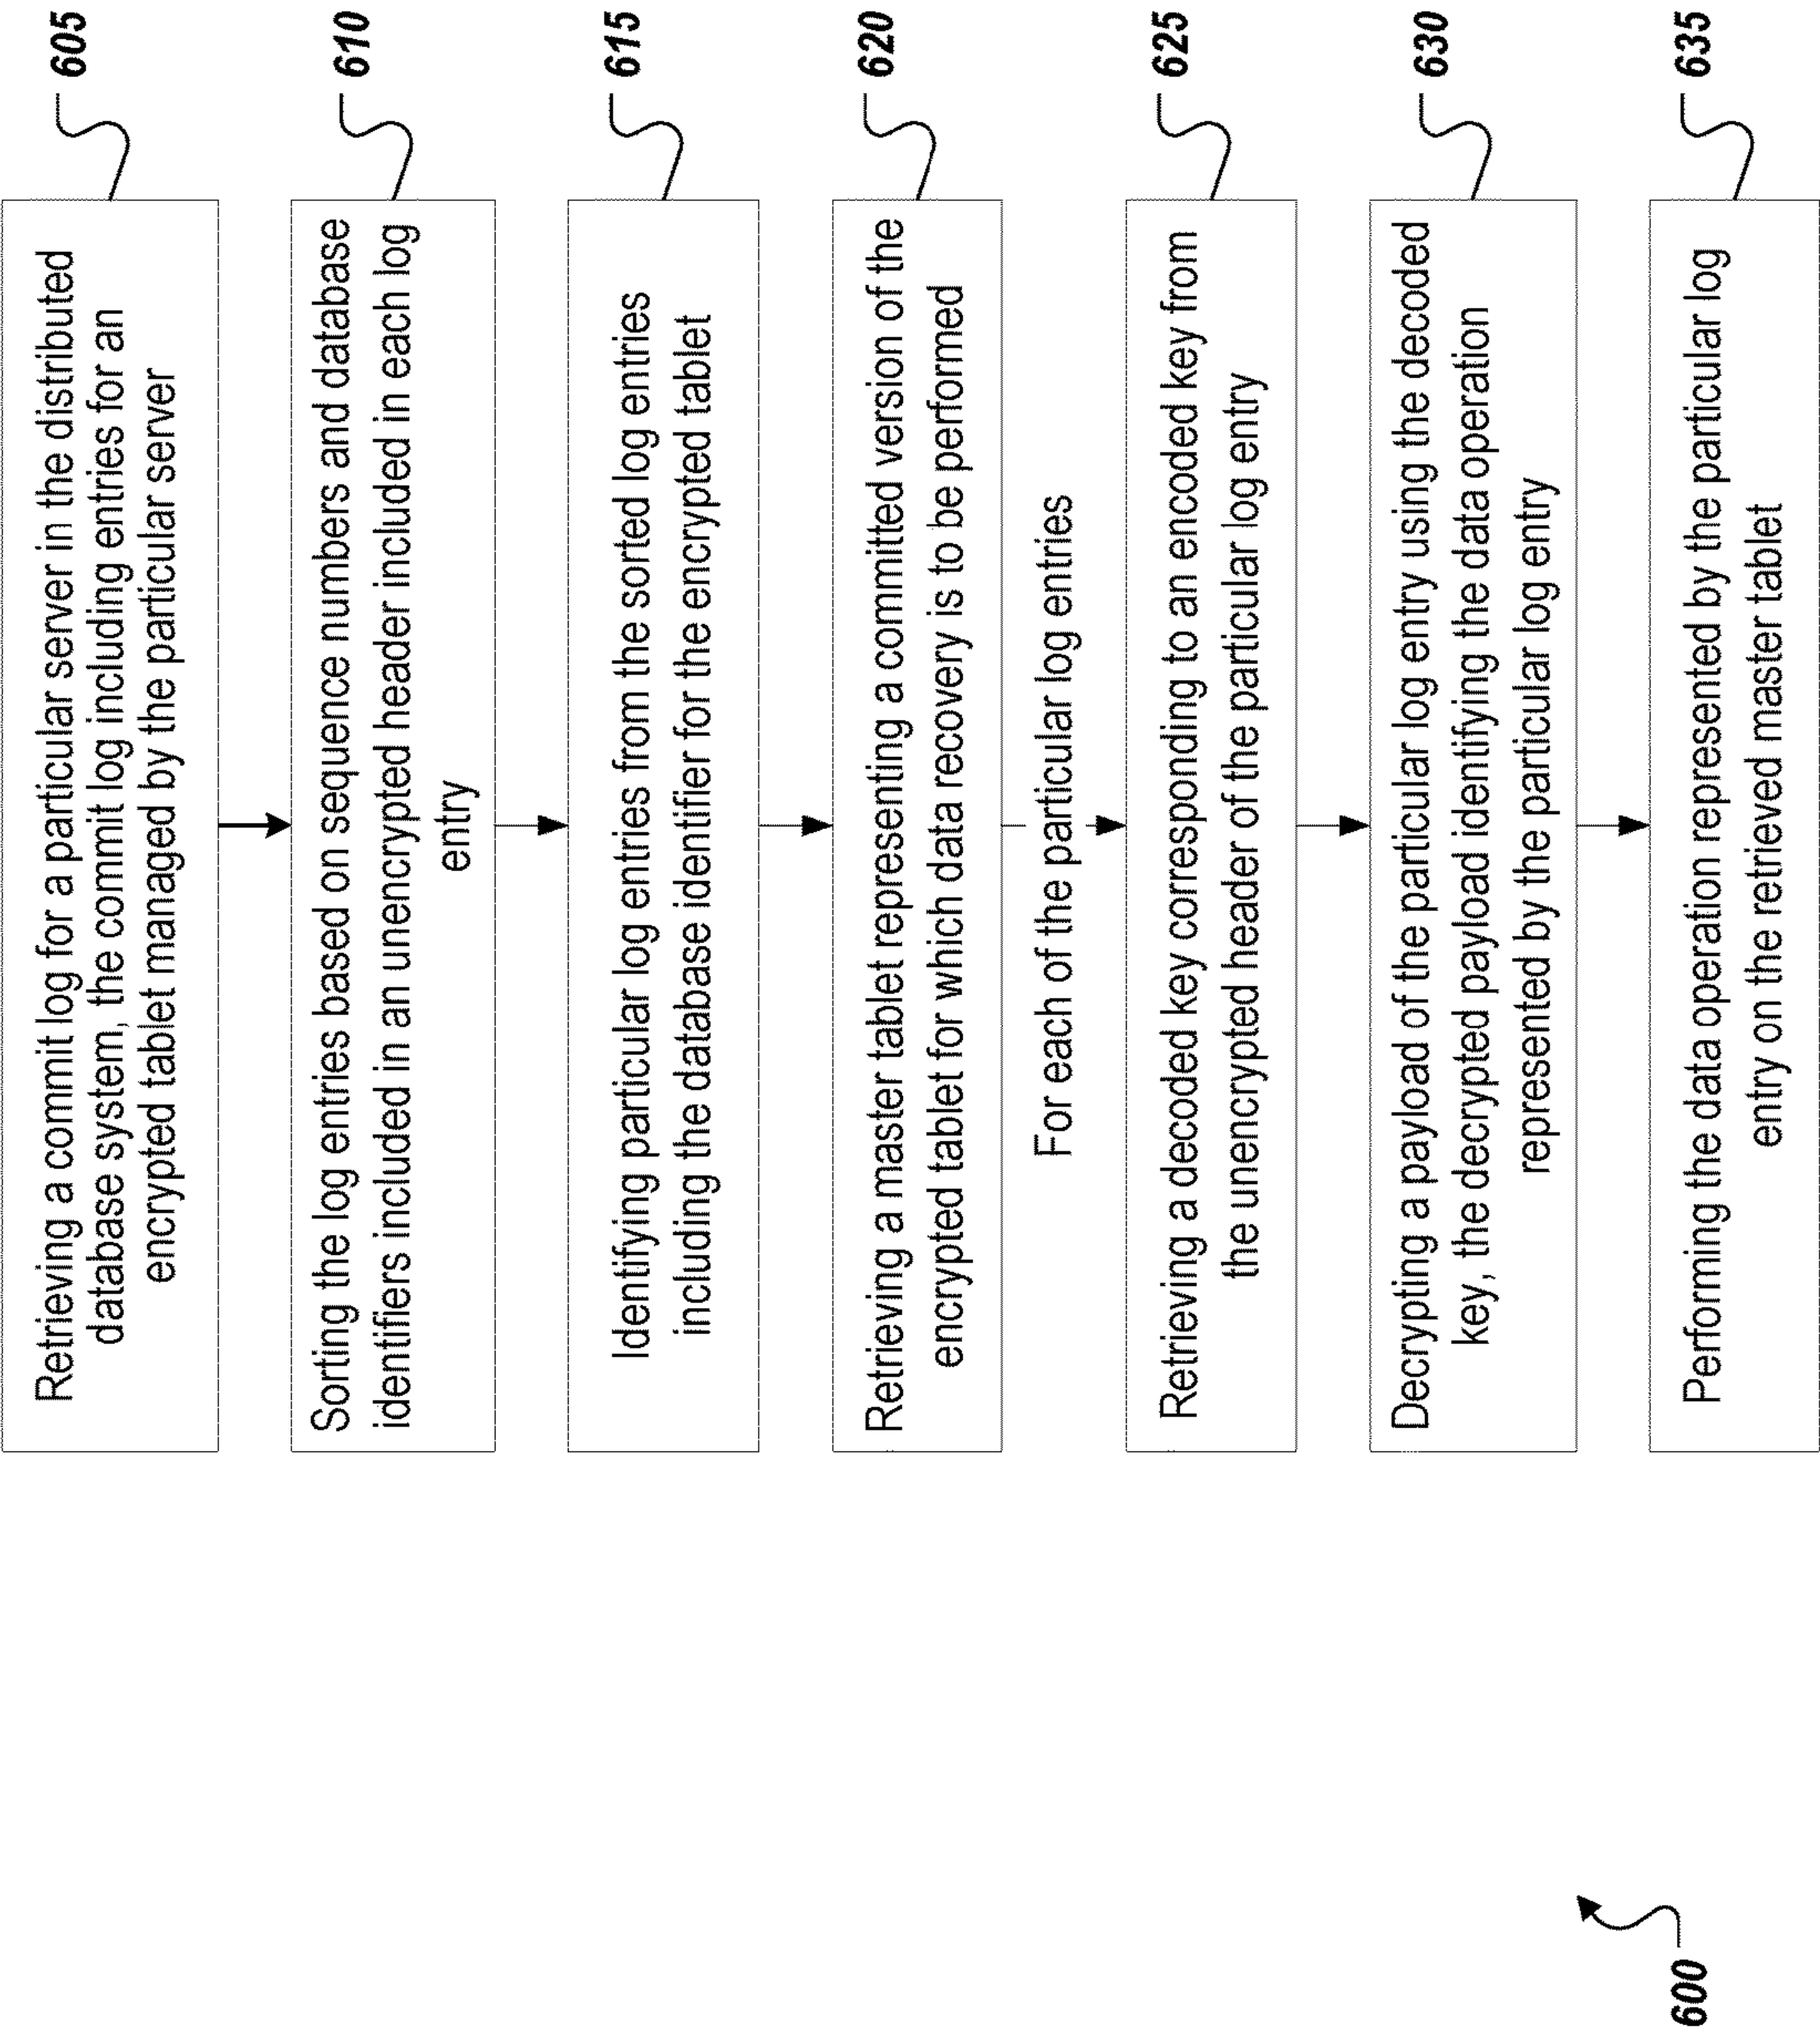 Retrieving a commit log for a particular server in the distributed
database system, the commit log including entries for an
encrypted tablet managed by the particular server
605
Sorting the log entries based on sequence numbers and database
identifiers included in an unencrypted header included in each log
entry
610
Identifying particular log entries from the sorted log entries
including the database identifier for the encrypted tablet
615
Retrieving a master tablet representing a committed version of the
encrypted tablet for which data recovery is to be performed
620
For each of the particular log entries
Retrieving a decoded key corresponding to an encoded key from
the unencrypted header of the particular log entry
625
Decrypting a payload of the particular log entry using the decoded
key, the decrypted payload identifying the data operation
represented by the particular log entry
630
Performing the data operation represented by the particular log
entry on the retrieved master tablet
635
600